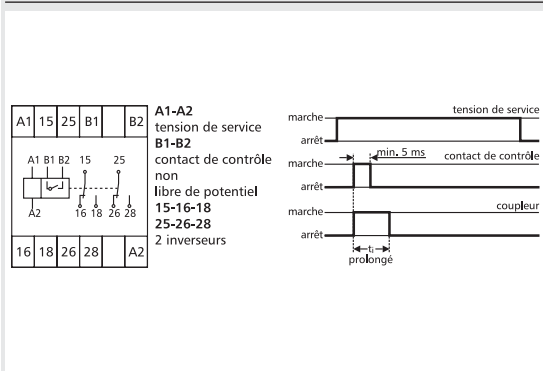 A1 15 25 B1 B2
A1 B1 B2 15 25
A2 16 18 26 28
16 18 26 28 A2
A1-A2
tension de service
B1-B2
contact de contrôle
non
libre de potentiel
15-16-18
25-26-28
2 inverseurs
tension de service
marche
arrêt
min. 5 ms contact de contrôle
marche
arrêt
coupleur
marche
arrêt
ti
prolongé